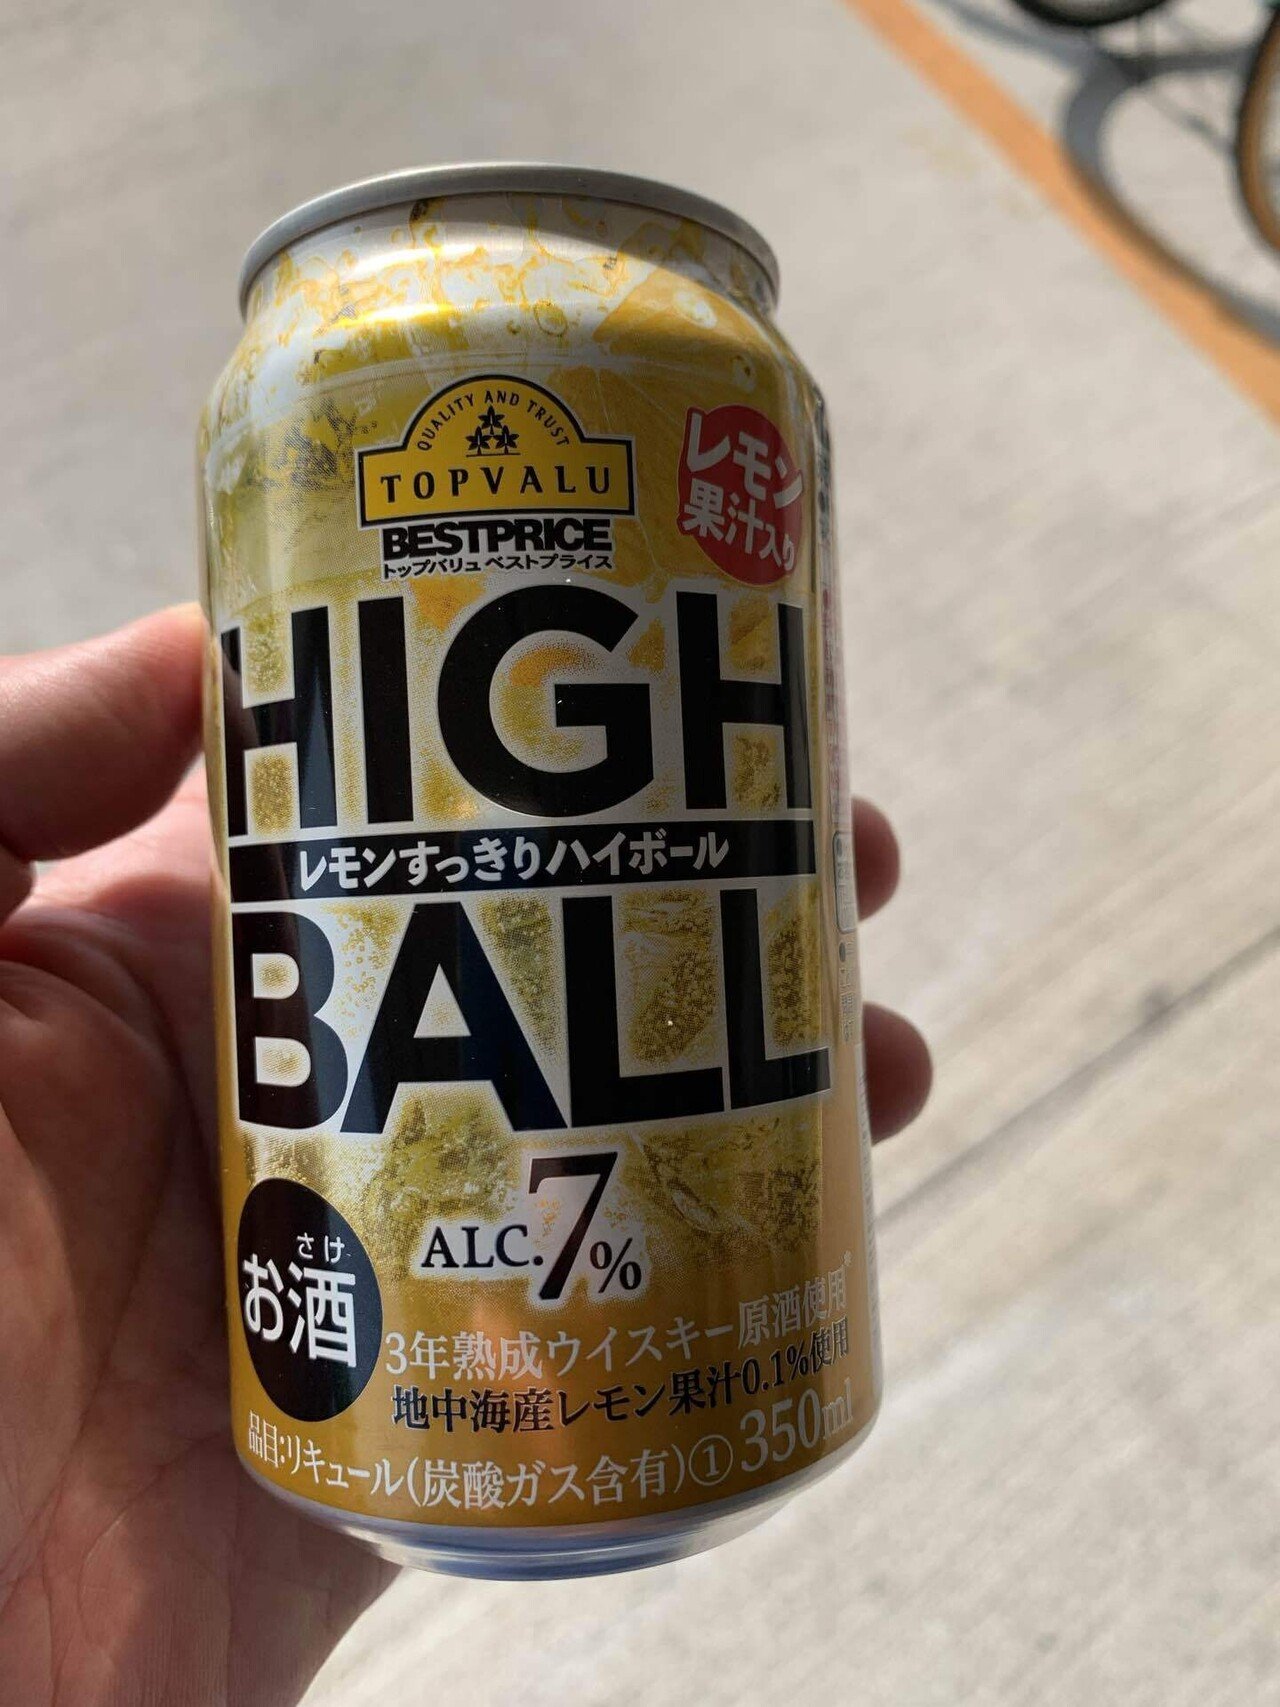 QUALITY AND TRUST
TOPVALU
BESTPRICE
トップバリュ ベストプライス
レモン
果汁入り
HIGH
レモンすっきりハイボール
BALL
ALC.7%
さけ
お酒
3年熟成ウイスキー原酒使用*
地中海産レモン果汁0.1%使用
品目:リキュール(炭酸ガス含有)① 350ml